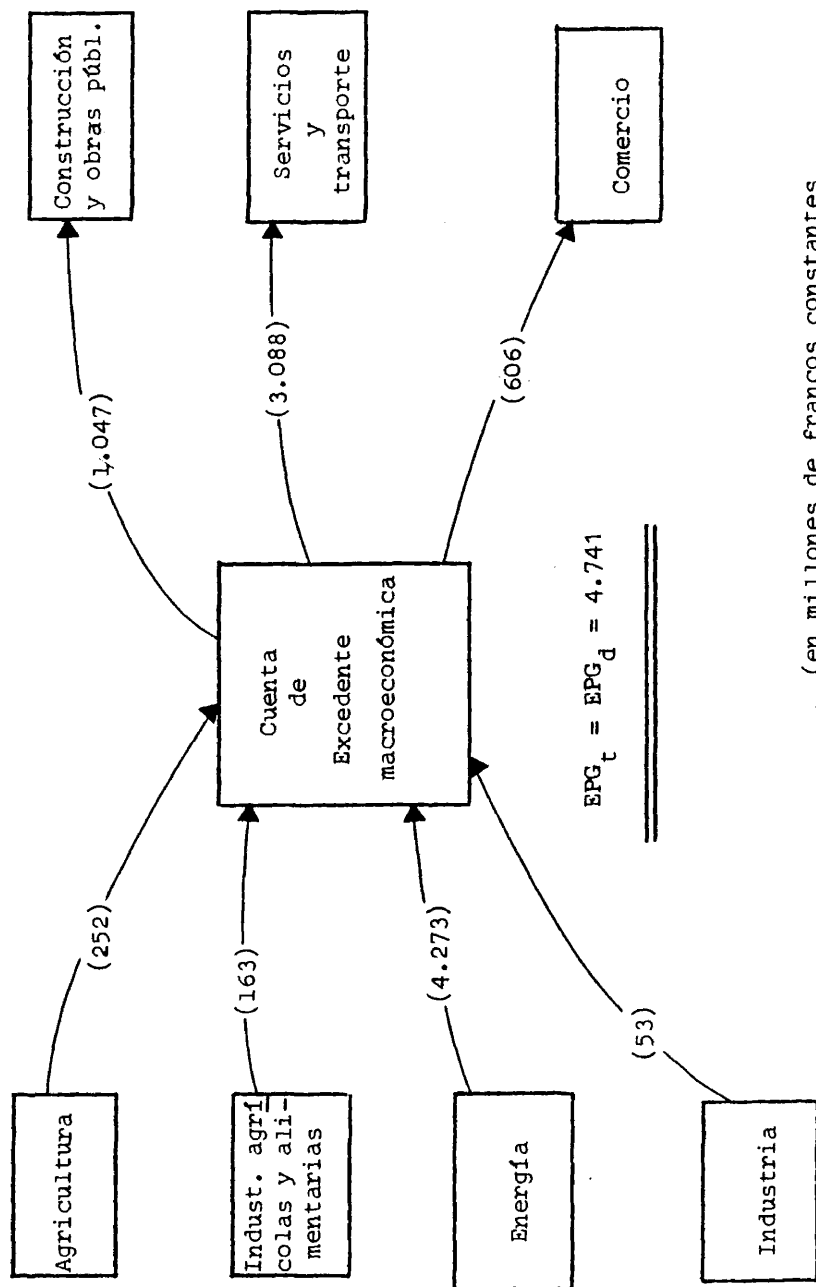 Agricultura
Indust. agrí
colas y ali-
mentarias
Energía
Industria
(252)
(163)
(4.273)
(53)
Cuenta
de
Excedente
macroeconómica
EPG_t = EPG_d = 4.741
(1.047)
(3.088)
(606)
Construcción
y obras públ.
Servicios
y
transporte
Comercio
(en millones de francos constantes